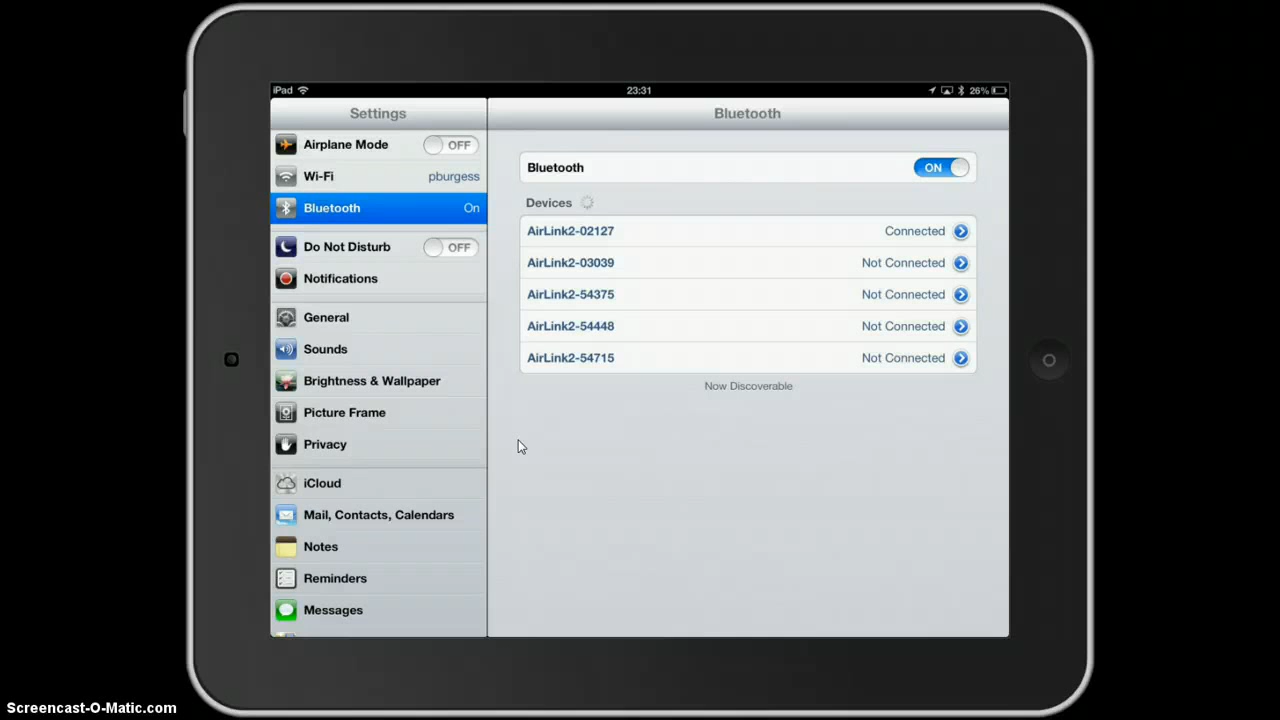 iPad 23:31 26%
Settings
Bluetooth
Airplane Mode OFF
Wi-Fi pburgess
Bluetooth On
Do Not Disturb OFF
Notifications
General
Sounds
Brightness & Wallpaper
Picture Frame
Privacy
iCloud
Mail, Contacts, Calendars
Notes
Reminders
Messages
Bluetooth ON
Devices
AirLink2-02127 Connected
AirLink2-03039 Not Connected
AirLink2-54375 Not Connected
AirLink2-54448 Not Connected
AirLink2-54715 Not Connected
Now Discoverable
Screencast-O-Matic.com